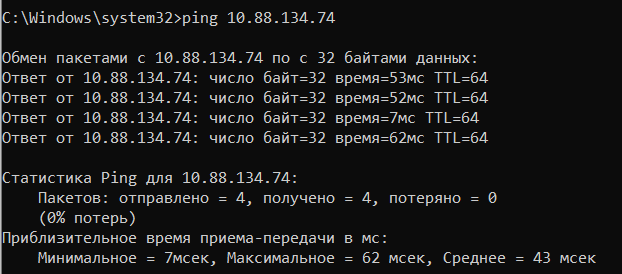 C:\Windows\system32>ping 10.88.134.74
Обмен пакетами с 10.88.134.74 по с 32 байтами данных:
Ответ от 10.88.134.74: число байт=32 время=53мс TTL=64
Ответ от 10.88.134.74: число байт=32 время=52мс TTL=64
Ответ от 10.88.134.74: число байт=32 время=7мс TTL=64
Ответ от 10.88.134.74: число байт=32 время=62мс TTL=64
Статистика Ping для 10.88.134.74:
Пакетов: отправлено = 4, получено = 4, потеряно = 0
(0% потерь)
Приблизительное время приема-передачи в мс:
Минимальное = 7мсек, Максимальное = 62 мсек, Среднее = 43 мсек